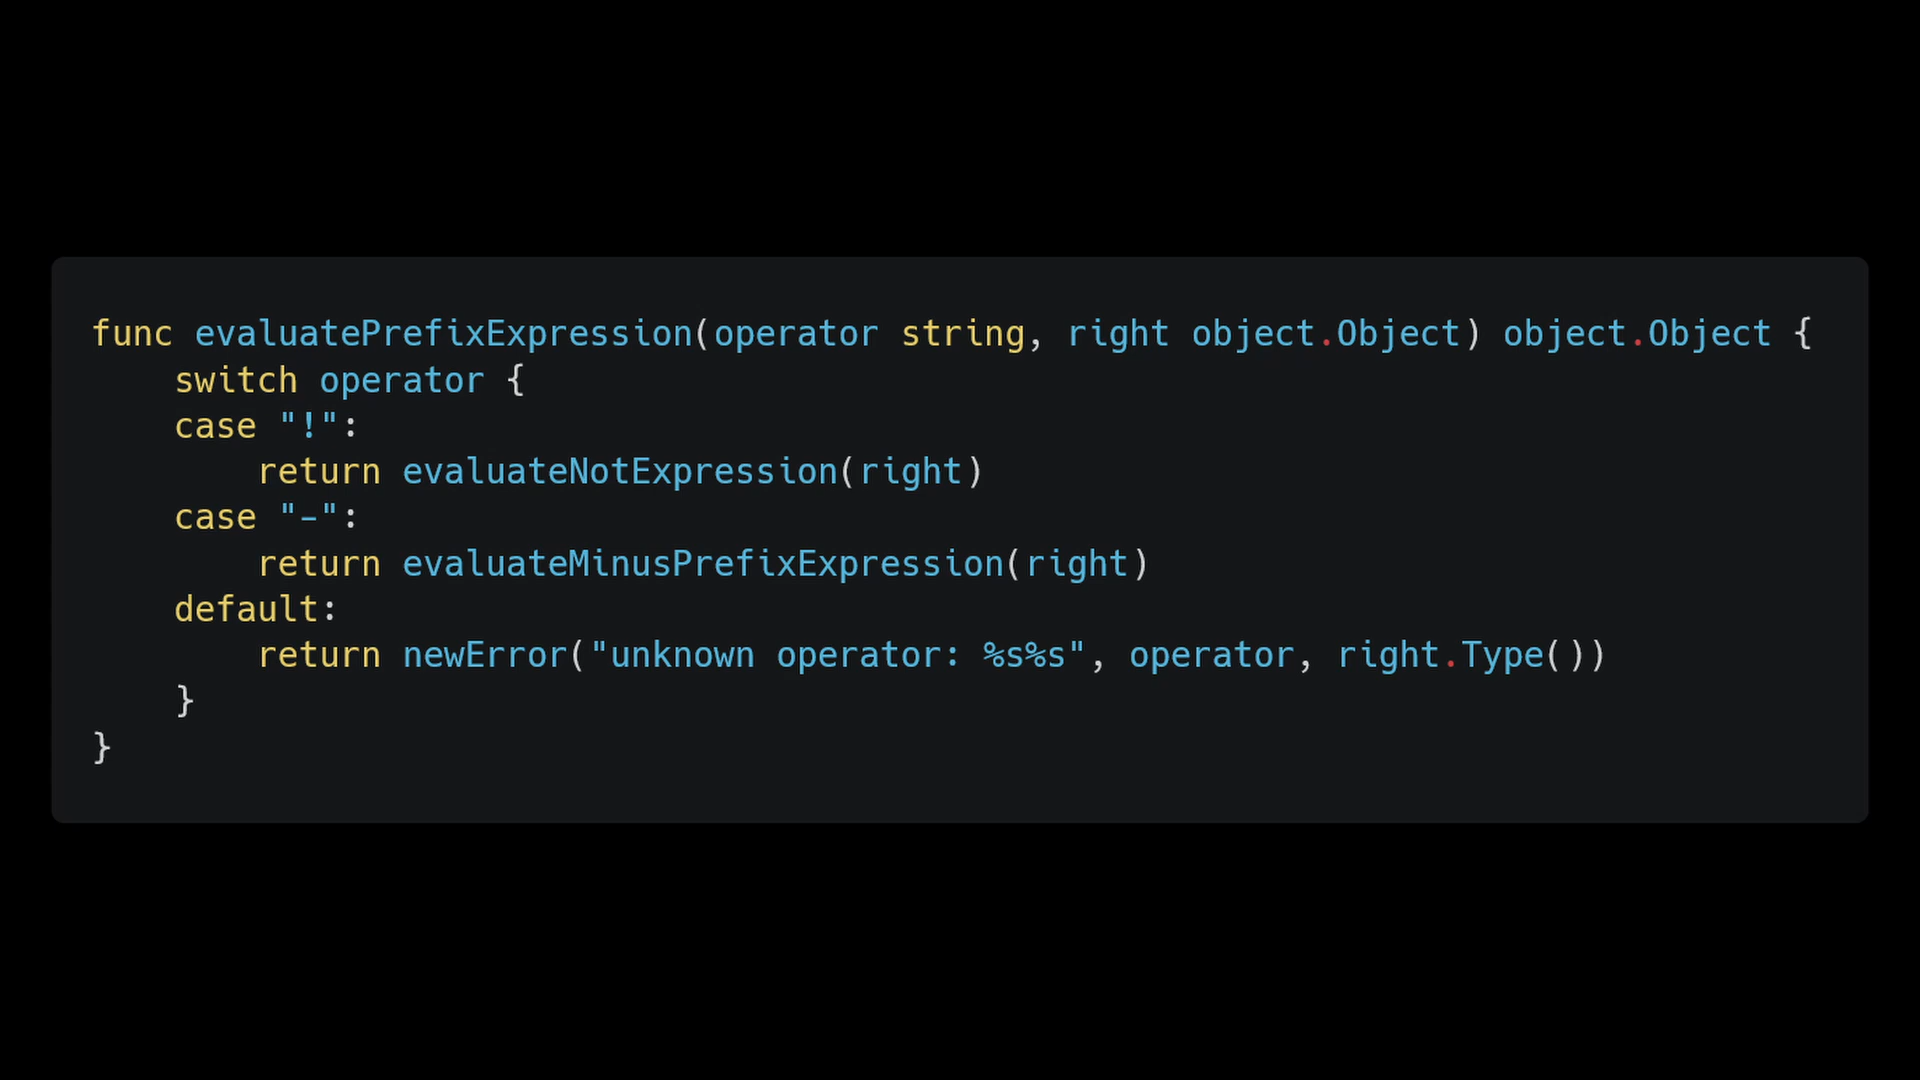 func evaluatePrefixExpression(operator string, right object.Object) object.Object {
    switch operator {
    case "!":
        return evaluateNotExpression(right)
    case "-":
        return evaluateMinusPrefixExpression(right)
    default:
        return newError("unknown operator: %s%s", operator, right.Type())
    }
}